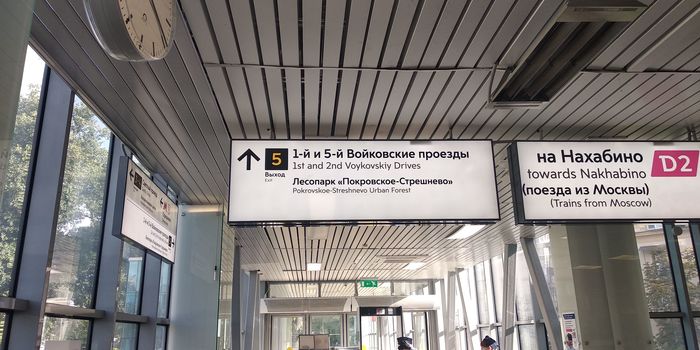 5
Выход
Exit
1-й и 5-й Войковские проезды
1st and 2nd Voykovskiy Drives
Лесопарк «Покровское-Стрешнево»
Pokrovskoe-Streshnevo Urban Forest
на Нахабино
towards Nakhabino
(поезда из Москвы)
(Trains from Moscow)
D2